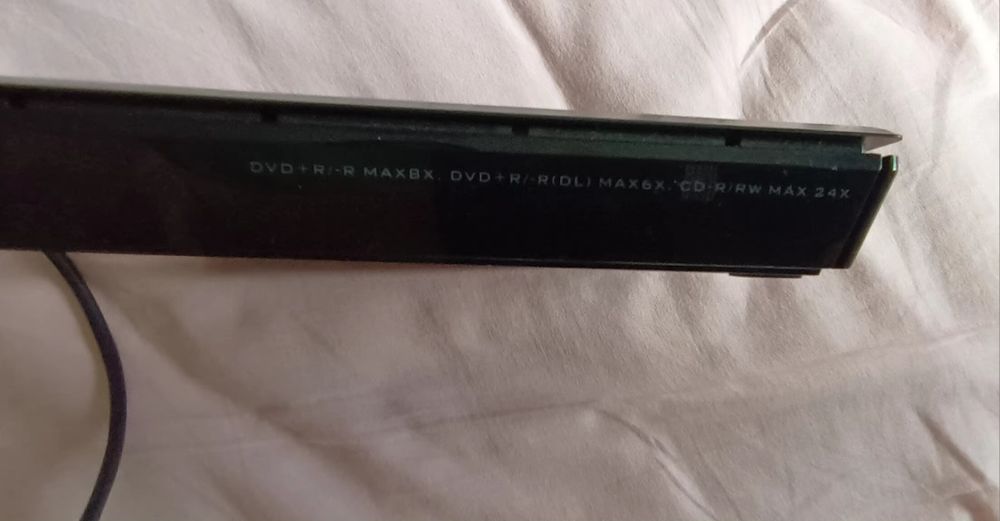 DVD+R/-R MAX8X. DVD+R/-R(DL) MAX6X. CD-R/RW MAX 24X